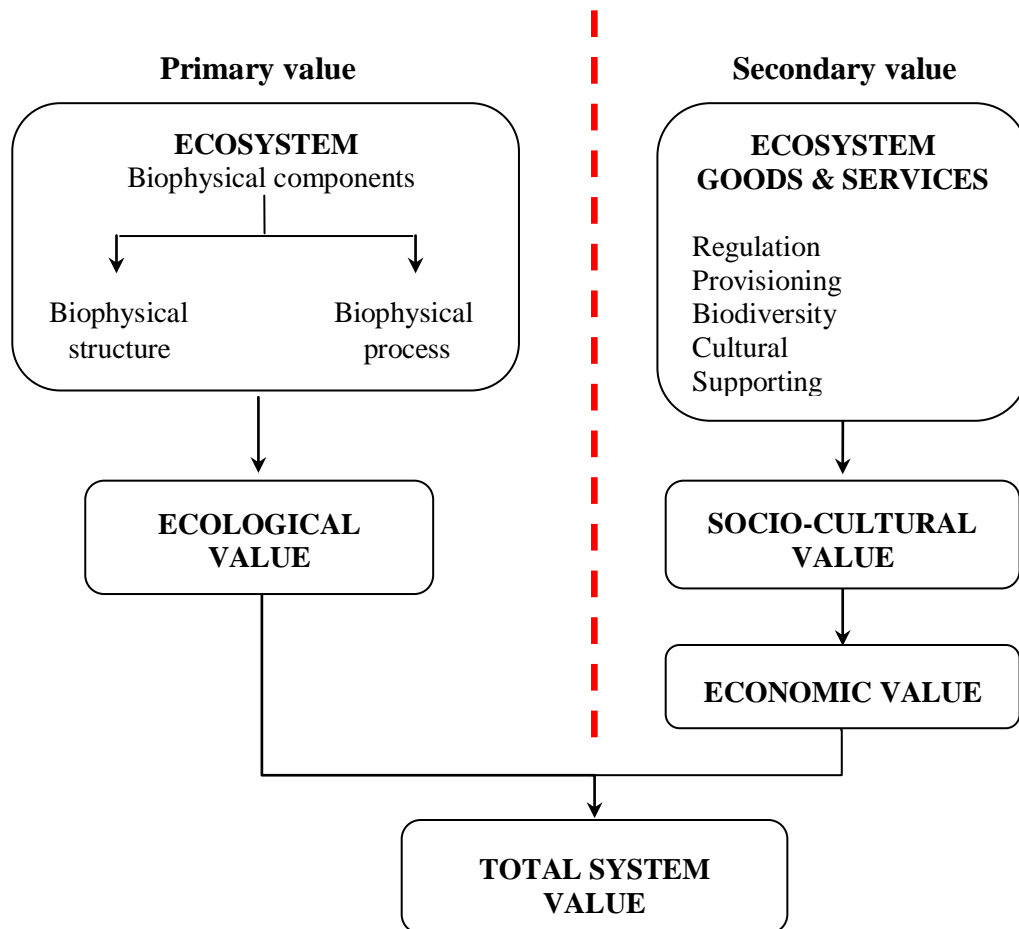 Primary value
ECOSYSTEM
Biophysical components
Biophysical
structure
Biophysical
process
ECOLOGICAL
VALUE
Secondary value
ECOSYSTEM
GOODS & SERVICES
Regulation
Provisioning
Biodiversity
Cultural
Supporting
SOCIO-CULTURAL
VALUE
ECONOMIC VALUE
TOTAL SYSTEM
VALUE